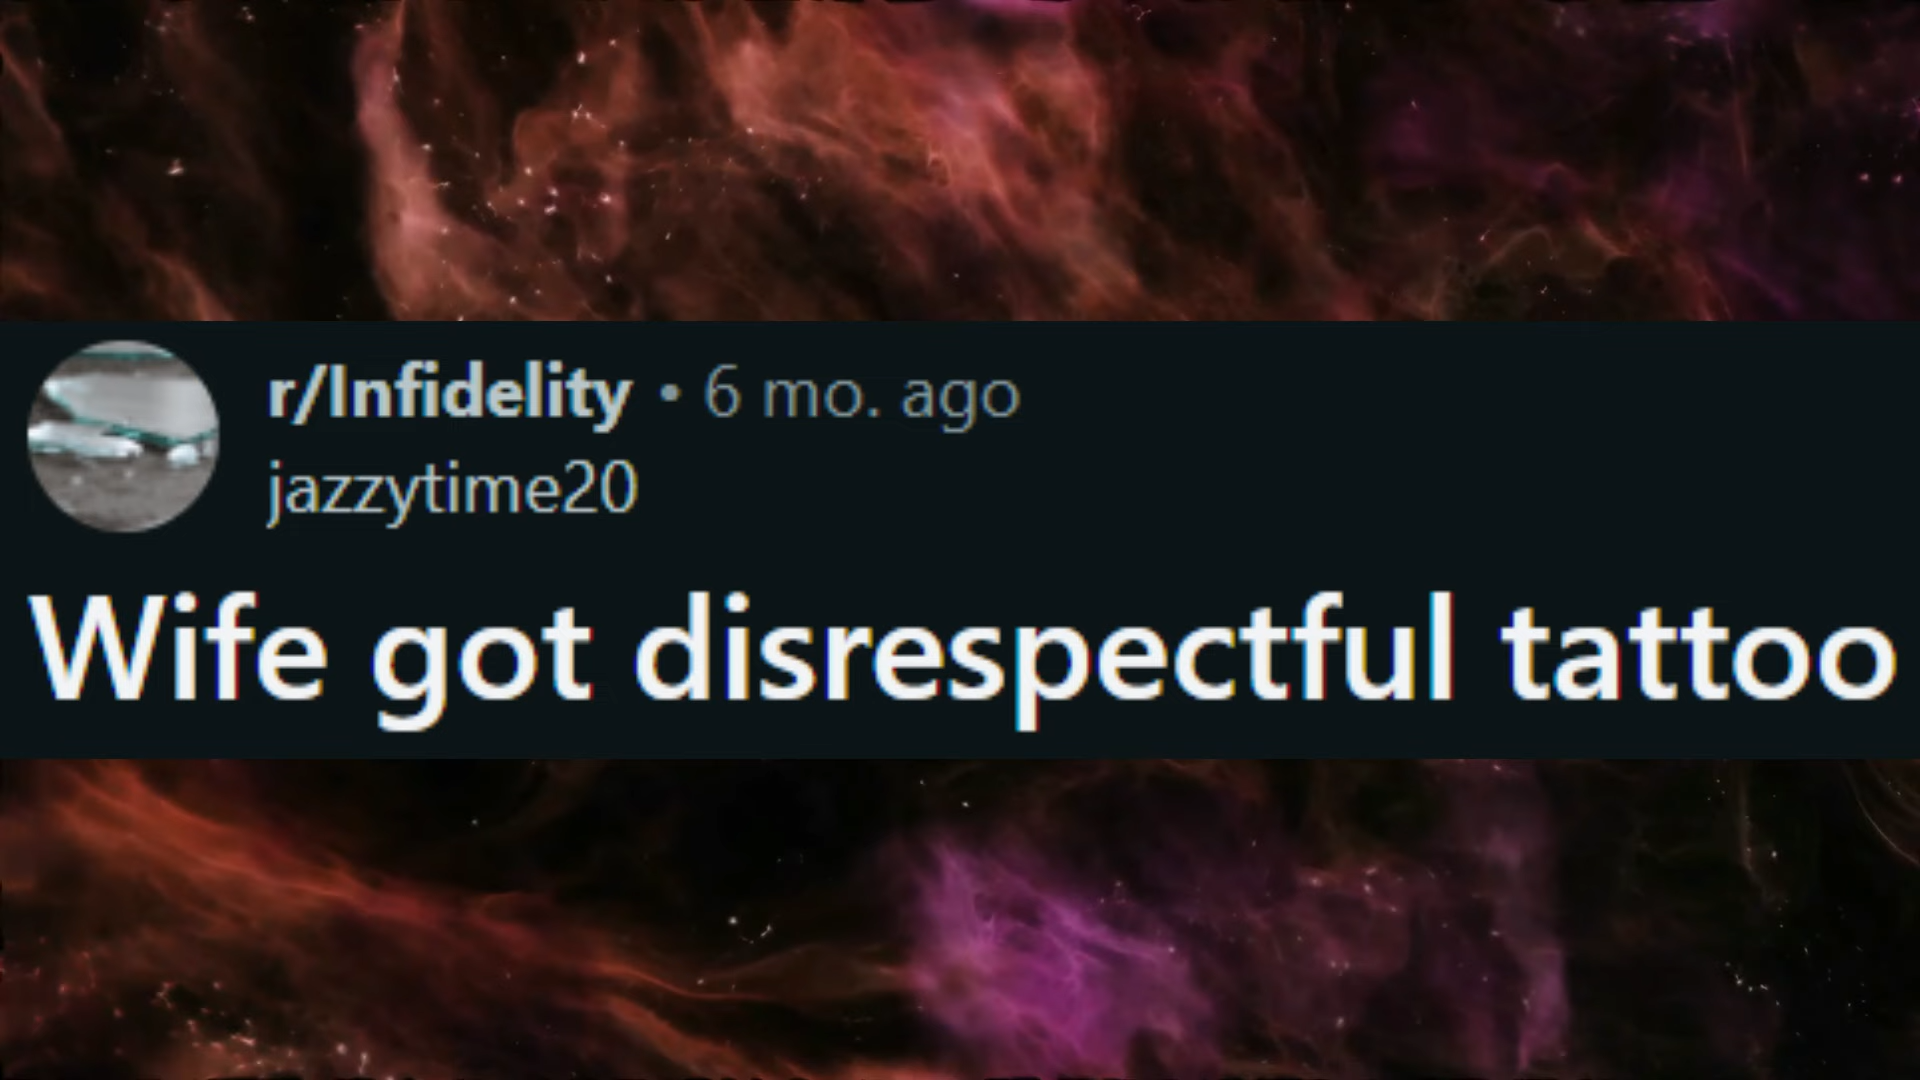 r/Infidelity • 6 mo. ago
jazzytime20
Wife got disrespectful tattoo